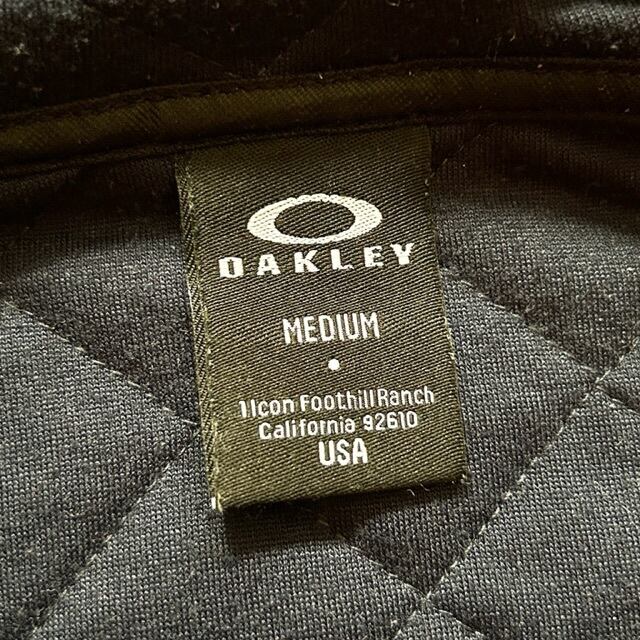 OAKLEY
MEDIUM
1 Icon Foothill Ranch
California 92610
USA